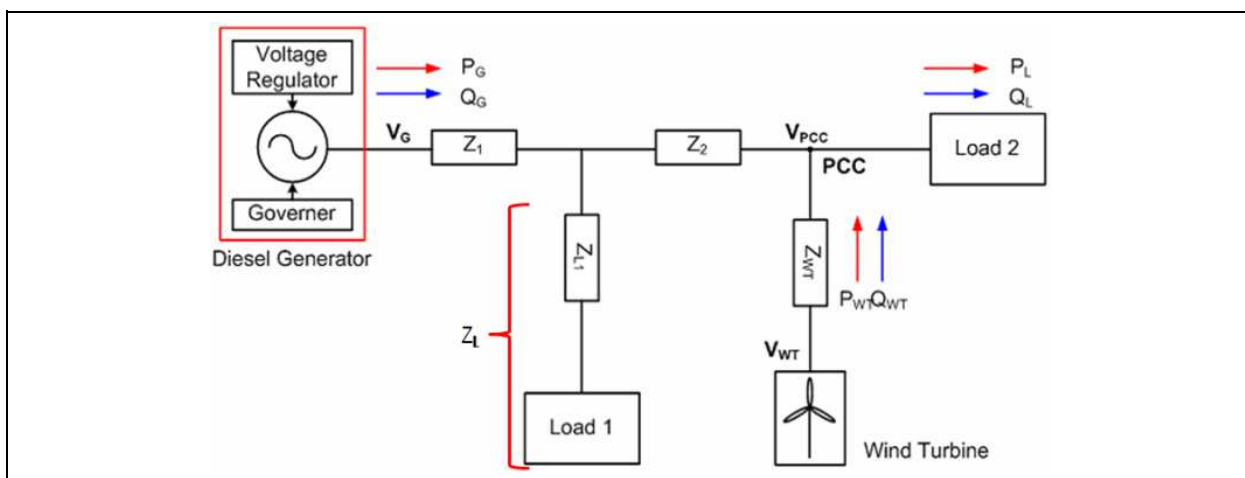 Voltage
Regulator
P_G
Q_G
P_L
Q_L
V_G
Z_1
Z_2
V_PCC
PCC
Load 2
Governer
Diesel Generator
Z_L1
Z_WT
P_WT Q_WT
Z_L
V_WT
Load 1
Wind Turbine